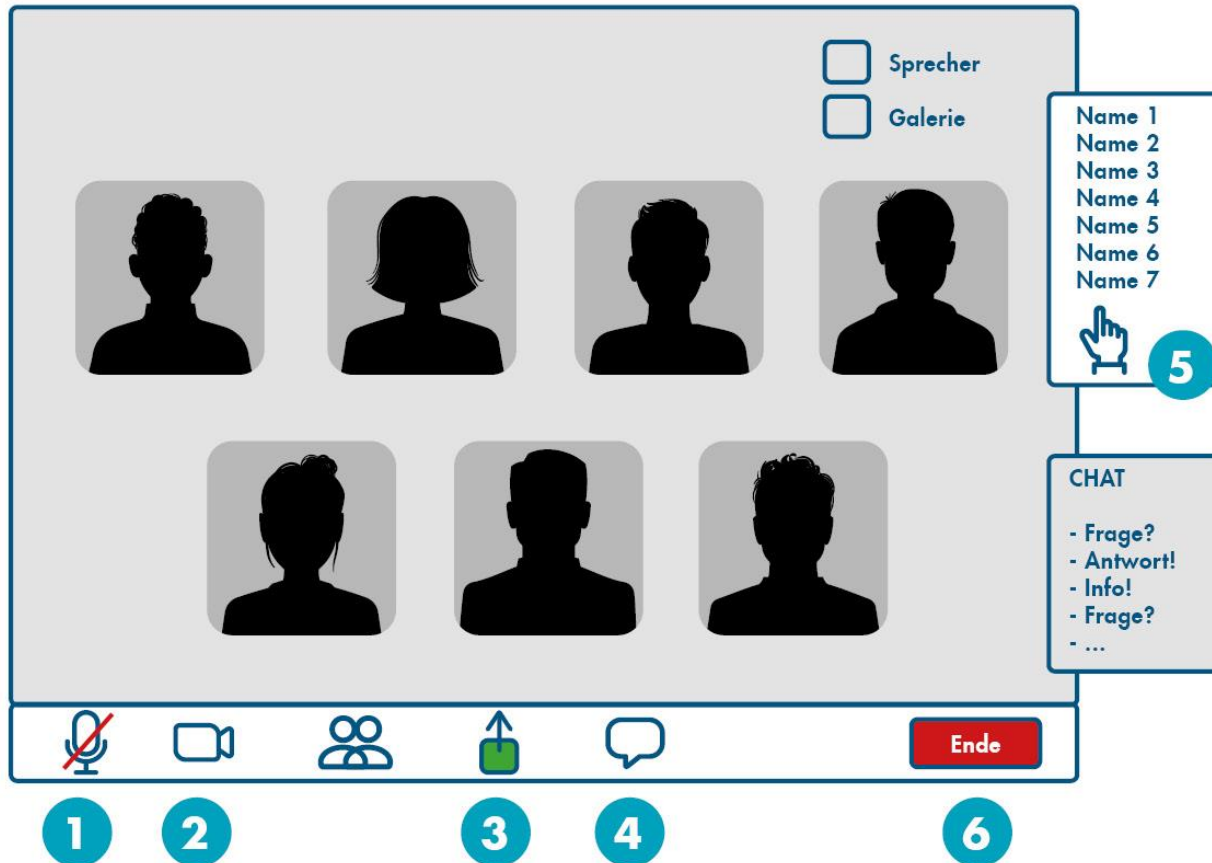 Sprecher
Galerie
Name 1
Name 2
Name 3
Name 4
Name 5
Name 6
Name 7
5
CHAT
- Frage?
- Antwort!
- Info!
- Frage?
- ...
Ende
1
2
3
4
6